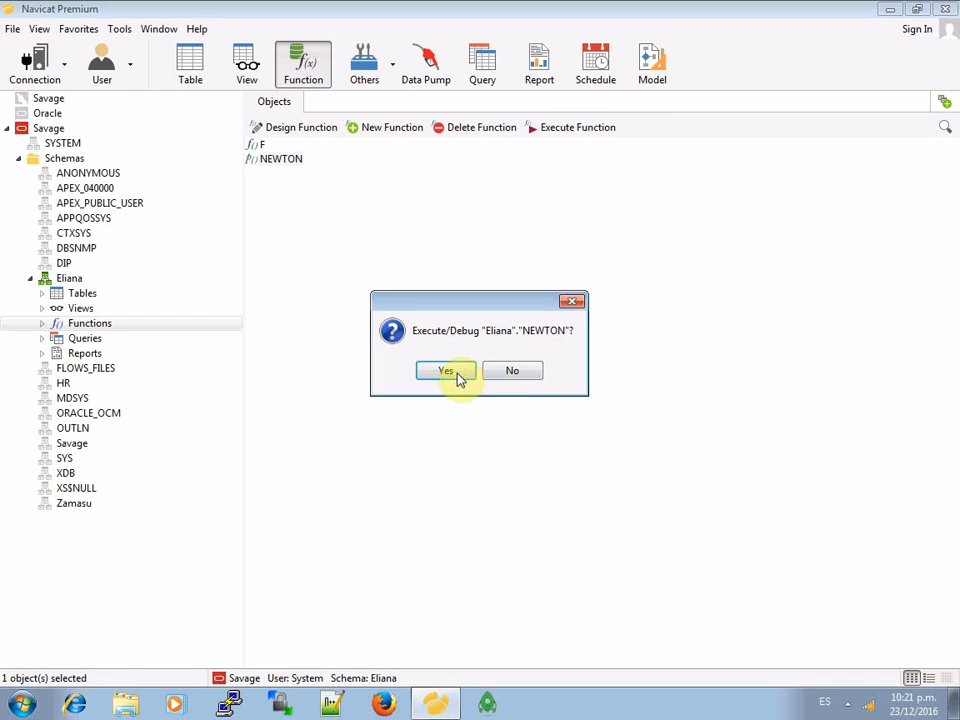 Navicat Premium
File View Favorites Tools Window Help
Sign In
Connection User Table View Function Others Data Pump Query Report Schedule Model
Objects
Design Function New Function Delete Function Execute Function
f() F
NEWTON
Savage
Oracle
Savage
SYSTEM
Schemas
ANONYMOUS
APEX_040000
APEX_PUBLIC_USER
APPQOSSYS
CTXSYS
DBSNMP
DIP
Eliana
Tables
Views
Functions
Queries
Reports
FLOWS_FILES
HR
MDSYS
ORACLE_OCM
OUTLN
Savage
SYS
XDB
XS$NULL
Zamasu
Execute/Debug "Eliana"."NEWTON"?
Yes No
1 object(s) selected Savage User: System Schema: Eliana
ES 10:21 p.m.
23/12/2016